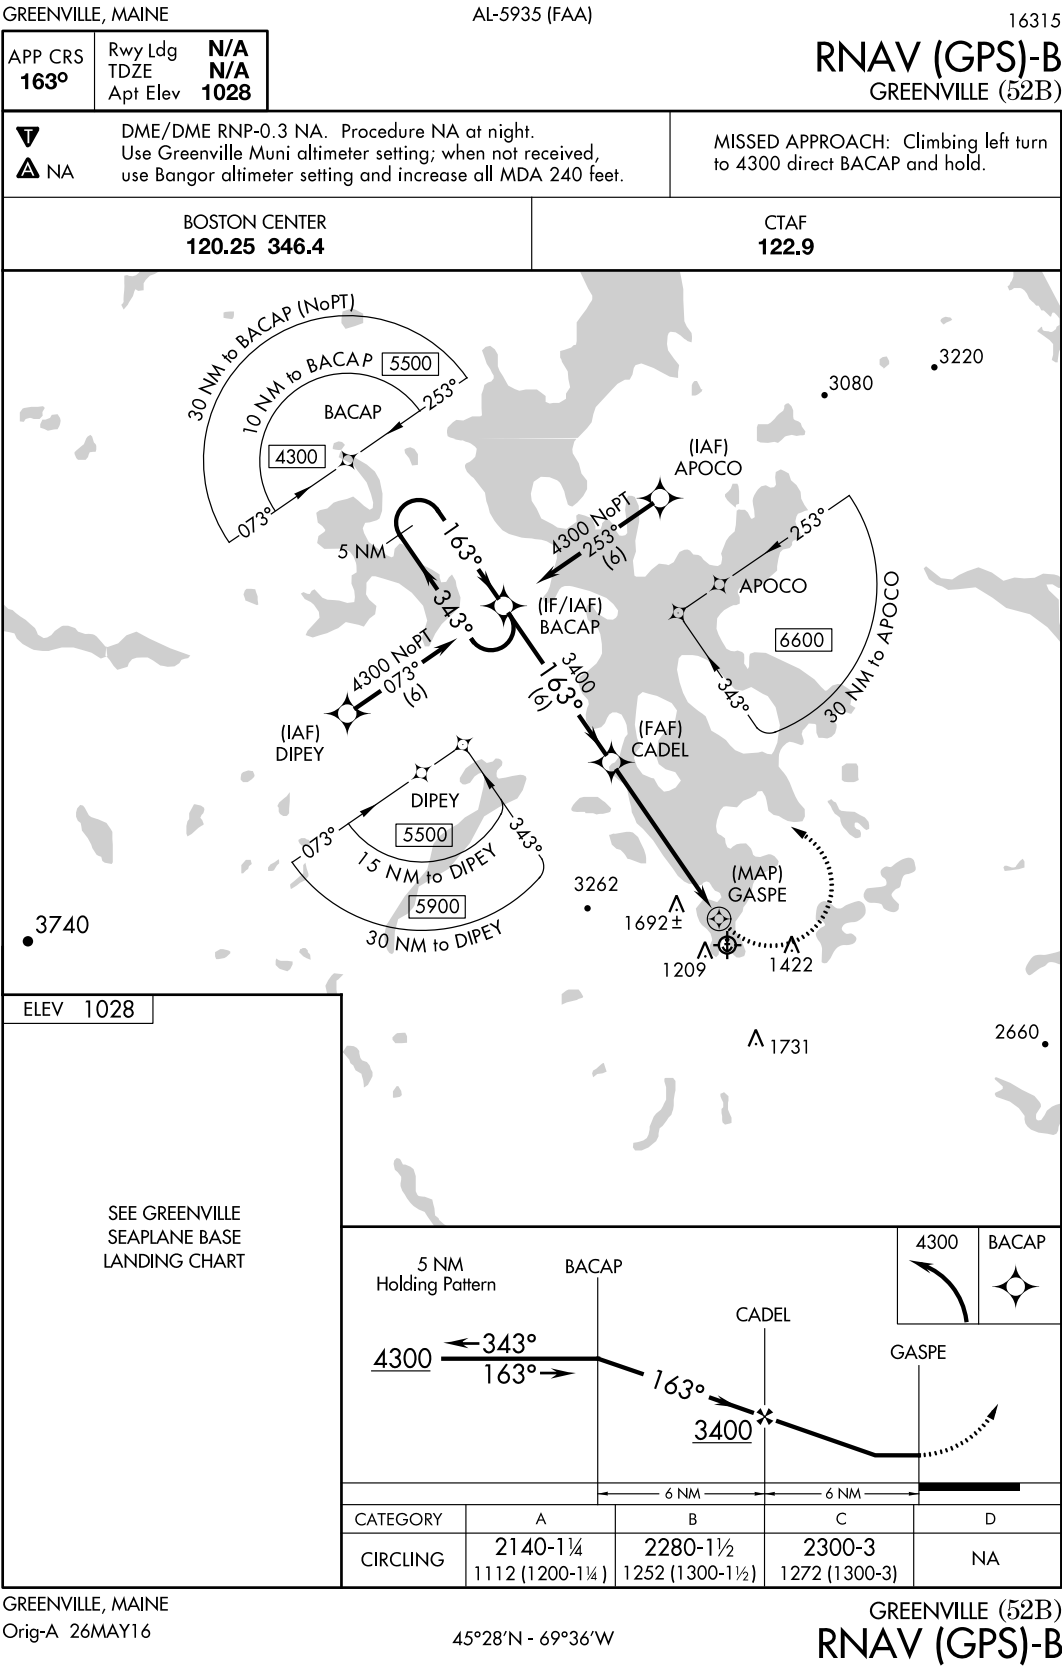 GREENVILLE, MAINE
AL-5935 (FAA)
16315
RNAV (GPS)-B
GREENVILLE (52B)
APP CRS
163°
Rwy Ldg N/A
TDZE N/A
Apt Elev 1028
T
A NA
DME/DME RNP-0.3 NA. Procedure NA at night.
Use Greenville Muni altimeter setting; when not received,
use Bangor altimeter setting and increase all MDA 240 feet.
MISSED APPROACH: Climbing left turn
to 4300 direct BACAP and hold.
BOSTON CENTER
120.25 346.4
CTAF
122.9
30 NM to BACAP (NoPT)
5500
10 NM to BACAP
253°
BACAP
4300
073°
3220
3080
(IAF)
APOCO
4300 NoPT
253°
(6)
5 NM
163°
343°
(IF/IAF)
BACAP
253°
APOCO
6600
343°
30 NM to APOCO
4300 NoPT
073°
(6)
(IAF)
DIPEY
3400
163°
(6)
(FAF)
CADEL
DIPEY
5500
073°
343°
15 NM to DIPEY
5900
30 NM to DIPEY
3262
(MAP)
GASPE
1692±
1209
1422
3740
1731
2660
ELEV 1028
SEE GREENVILLE
SEAPLANE BASE
LANDING CHART
5 NM
Holding Pattern
BACAP
CADEL
GASPE
4300
BACAP
4300
343°
163°
163°
3400
6 NM
6 NM
CATEGORY A B C D
CIRCLING
2140-1¼
1112 (1200-1¼)
2280-1½
1252 (1300-1½)
2300-3
1272 (1300-3)
NA
GREENVILLE, MAINE
Orig-A 26MAY16
45°28'N - 69°36'W
GREENVILLE (52B)
RNAV (GPS)-B